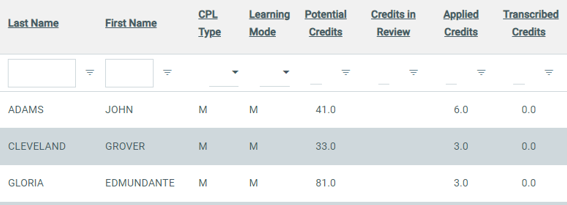 Last Name First Name CPL Type Learning Mode Potential Credits Credits in Review Applied Credits Transcribed Credits
ADAMS JOHN M M 41.0 6.0 0.0
CLEVELAND GROVER M M 33.0 3.0 0.0
GLORIA EDMUNDANTE M M 81.0 3.0 0.0